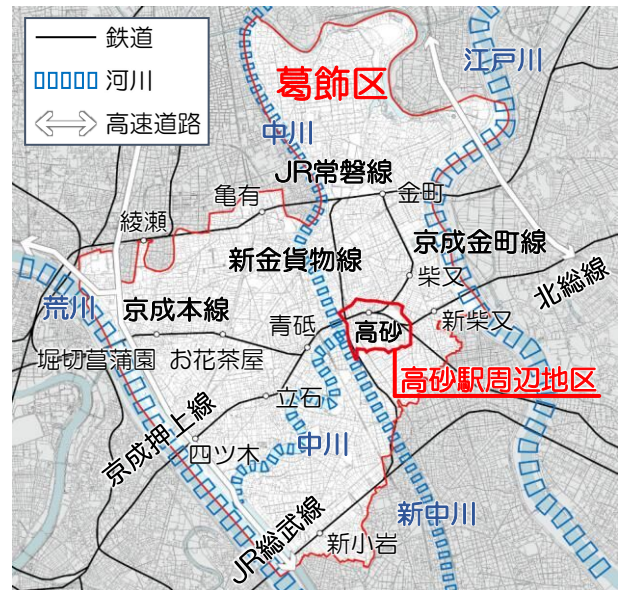 鉄道
河川
高速道路
葛飾区
江戸川
中川
JR常磐線
亀有
金町
綾瀬
京成金町線
新金貨物線
柴又
北総線
荒川
京成本線
青砥
高砂
新柴又
堀切菖蒲園
お花茶屋
高砂駅周辺地区
立石
京成押上線
四ツ木
中川
新中川
JR総武線
新小岩